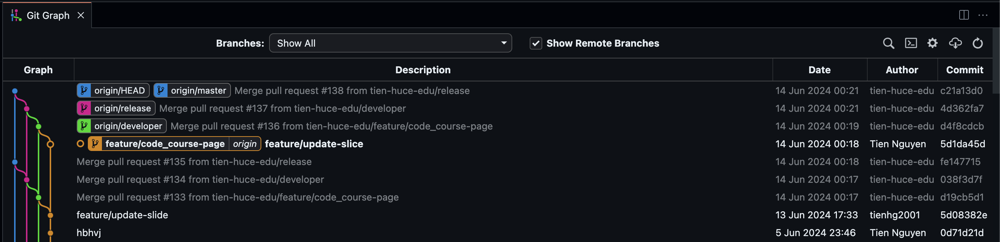 Git Graph
Branches: Show All Show Remote Branches
Graph Description Date Author Commit
origin/HEAD origin/master Merge pull request #138 from tien-huce-edu/release 14 Jun 2024 00:21 tien-huce-edu c21a13d0
origin/release Merge pull request #137 from tien-huce-edu/developer 14 Jun 2024 00:21 tien-huce-edu 4d362fa7
origin/developer Merge pull request #136 from tien-huce-edu/feature/code_course-page 14 Jun 2024 00:19 tien-huce-edu d4f8cdcb
feature/code_course-page origin feature/update-slice 14 Jun 2024 00:18 Tien Nguyen 5d1da45d
Merge pull request #135 from tien-huce-edu/release 14 Jun 2024 00:18 tien-huce-edu fe147715
Merge pull request #134 from tien-huce-edu/developer 14 Jun 2024 00:17 tien-huce-edu 038f3d7f
Merge pull request #133 from tien-huce-edu/feature/code_course-page 14 Jun 2024 00:17 tien-huce-edu d19cb5d1
feature/update-slide 13 Jun 2024 17:33 tienhg2001 5d08382e
hbhvj 5 Jun 2024 23:46 Tien Nguyen 0d71d21d